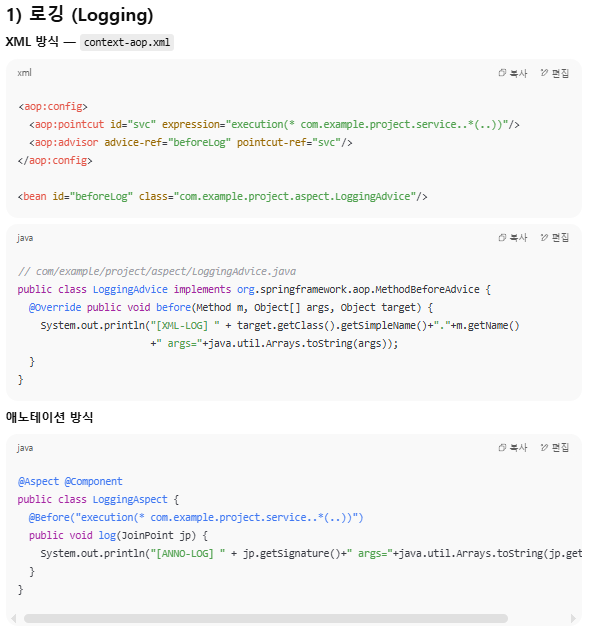 1) 로깅 (Logging)
XML 방식 — context-aop.xml
xml 복사 편집
<aop:config>
<aop:pointcut id="svc" expression="execution(* com.example.project.service..*(..))"/>
<aop:advisor advice-ref="beforeLog" pointcut-ref="svc"/>
</aop:config>
<bean id="beforeLog" class="com.example.project.aspect.LoggingAdvice"/>
java 복사 편집
// com/example/project/aspect/LoggingAdvice.java
public class LoggingAdvice implements org.springframework.aop.MethodBeforeAdvice {
@Override public void before(Method m, Object[] args, Object target) {
System.out.println("[XML-LOG] " + target.getClass().getSimpleName()+"."+m.getName()
+" args="+java.util.Arrays.toString(args));
}
}
애노테이션 방식
java 복사 편집
@Aspect @Component
public class LoggingAspect {
@Before("execution(* com.example.project.service..*(..))")
public void log(JoinPoint jp) {
System.out.println("[ANNO-LOG] " + jp.getSignature()+" args="+java.util.Arrays.toString(jp.get
}
}